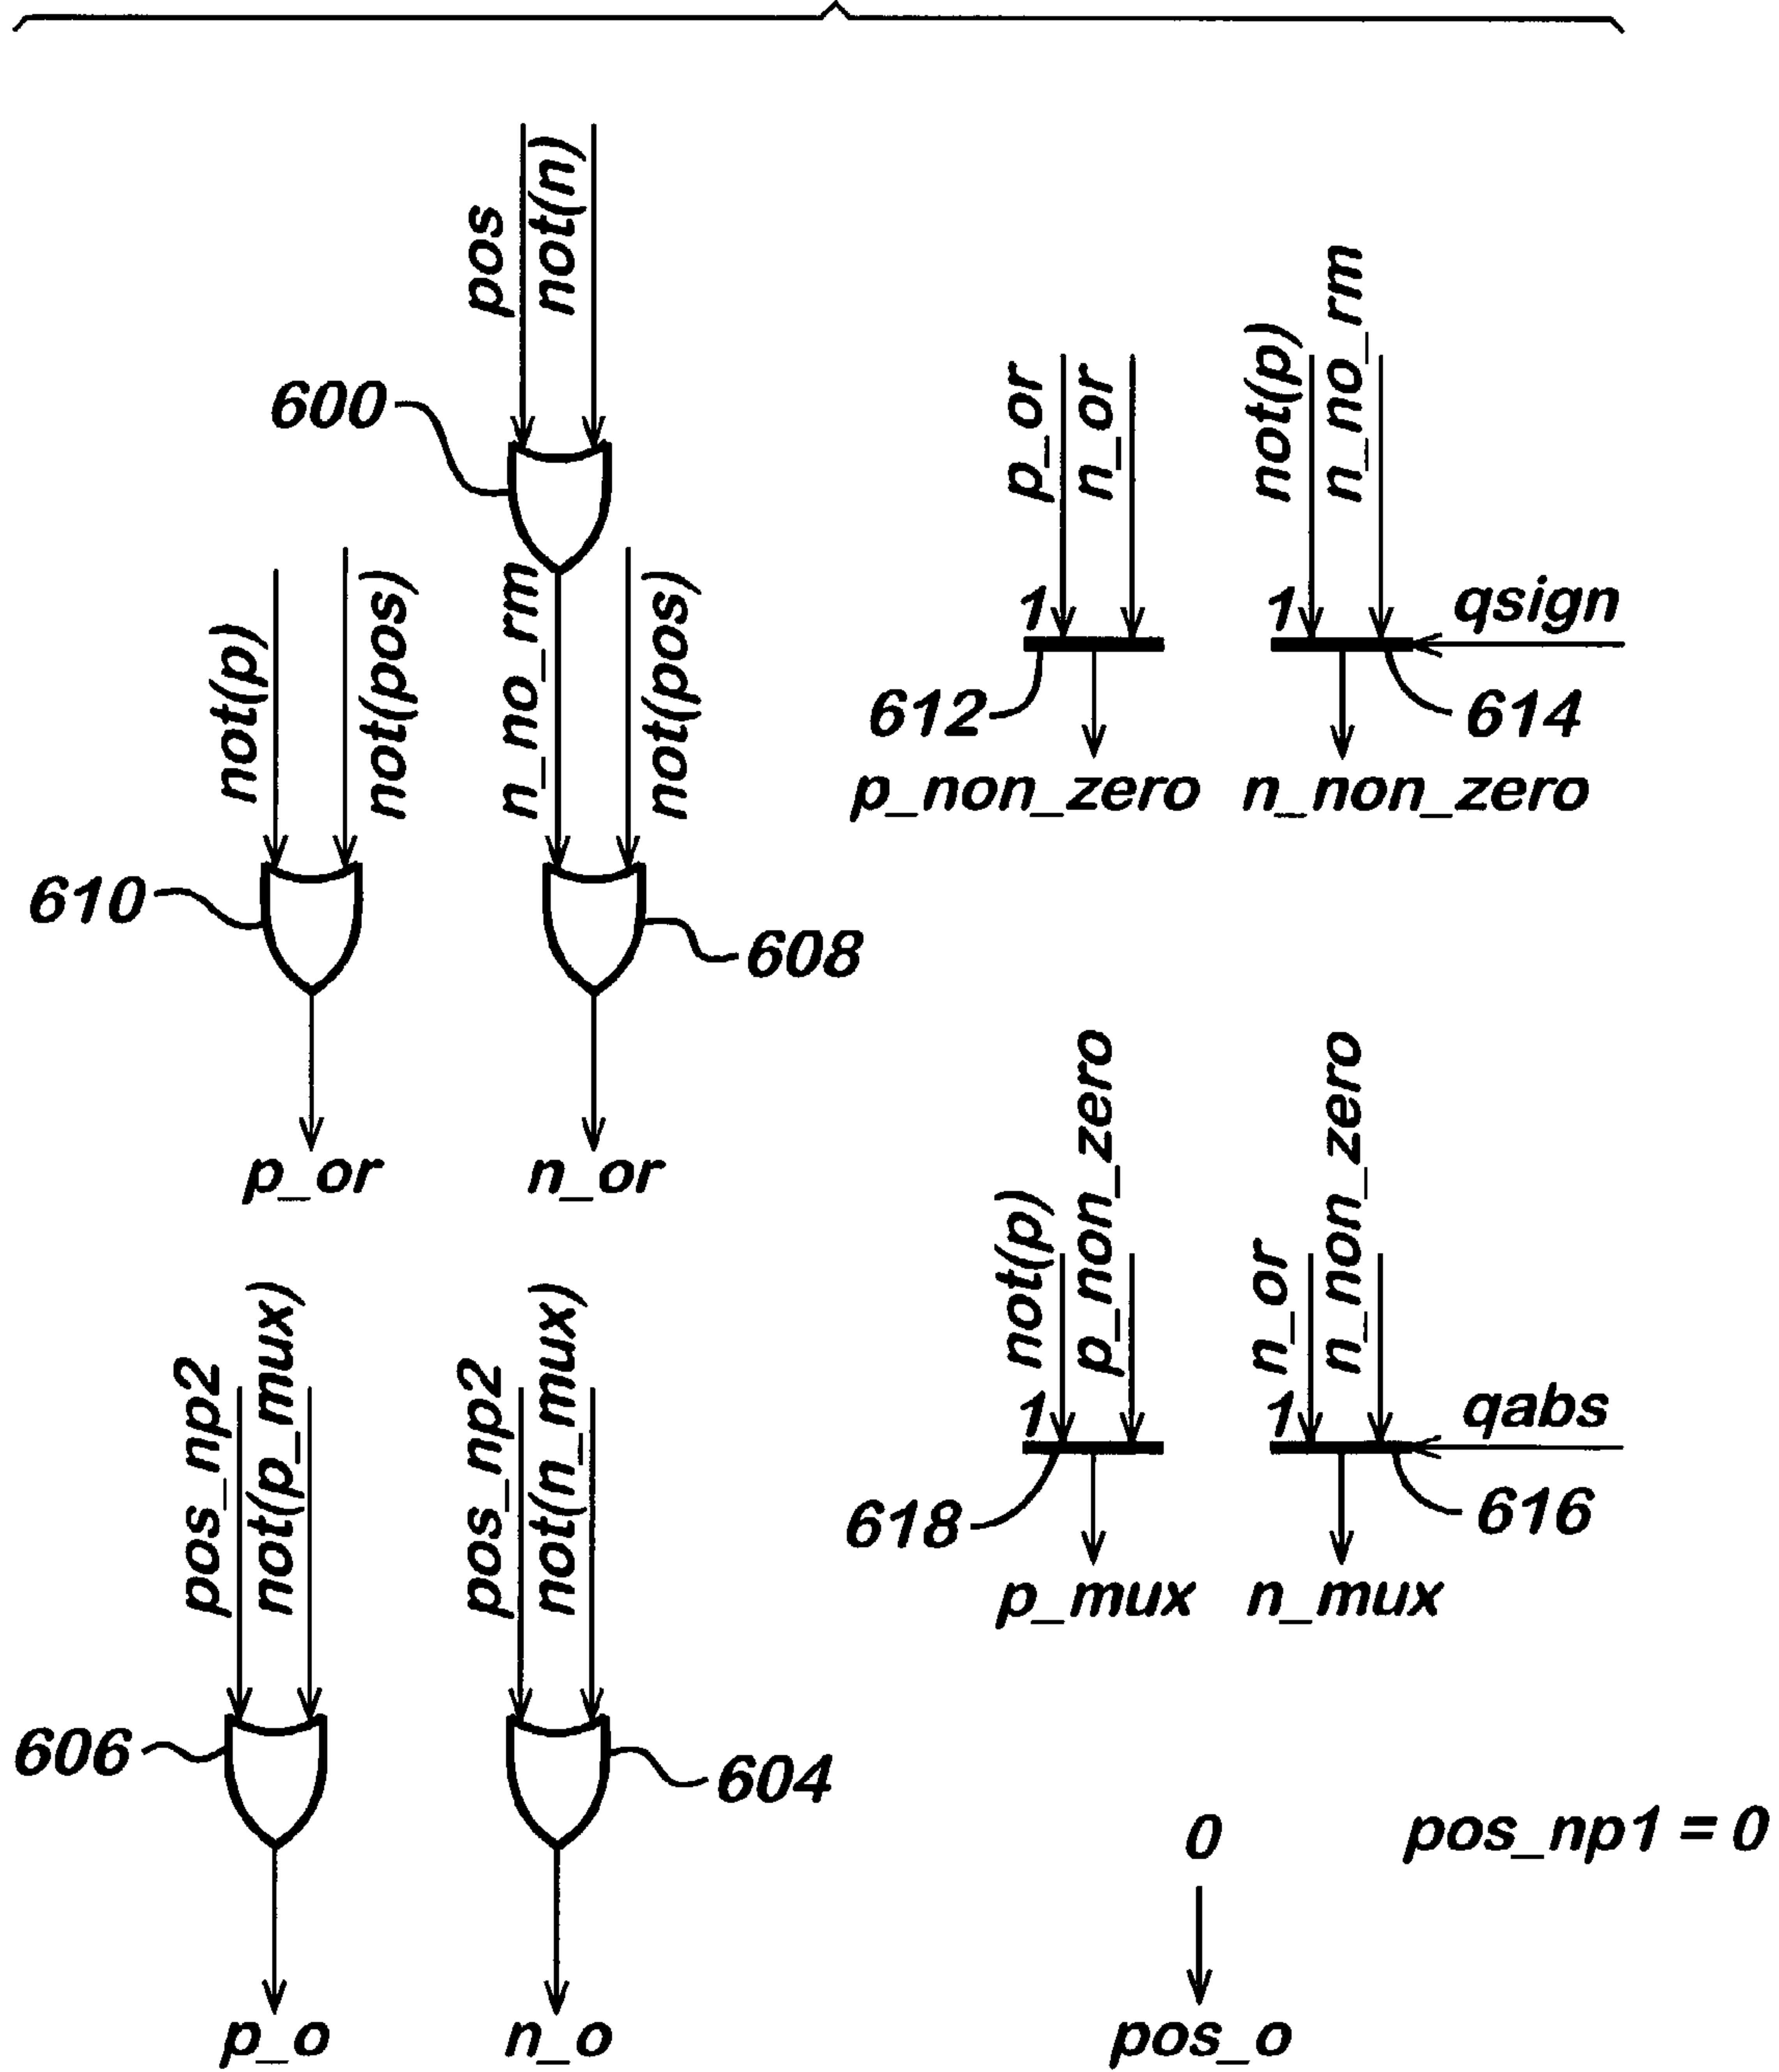 pos
not(n)
600
not(p)
not(pos)
n_no_rm
not(pos)
610
608
p_or
n_or
p_or
n_or
not(p)
n_no_rm
1
1
qsign
612
614
p_non_zero
n_non_zero
not(p)
p_non_zero
n_or
n_non_zero
1
1
qabs
618
616
p_mux
n_mux
pos_np2
not(p_mux)
pos_np2
not(n_mux)
606
604
p_o
n_o
0
pos_np1 = 0
pos_o